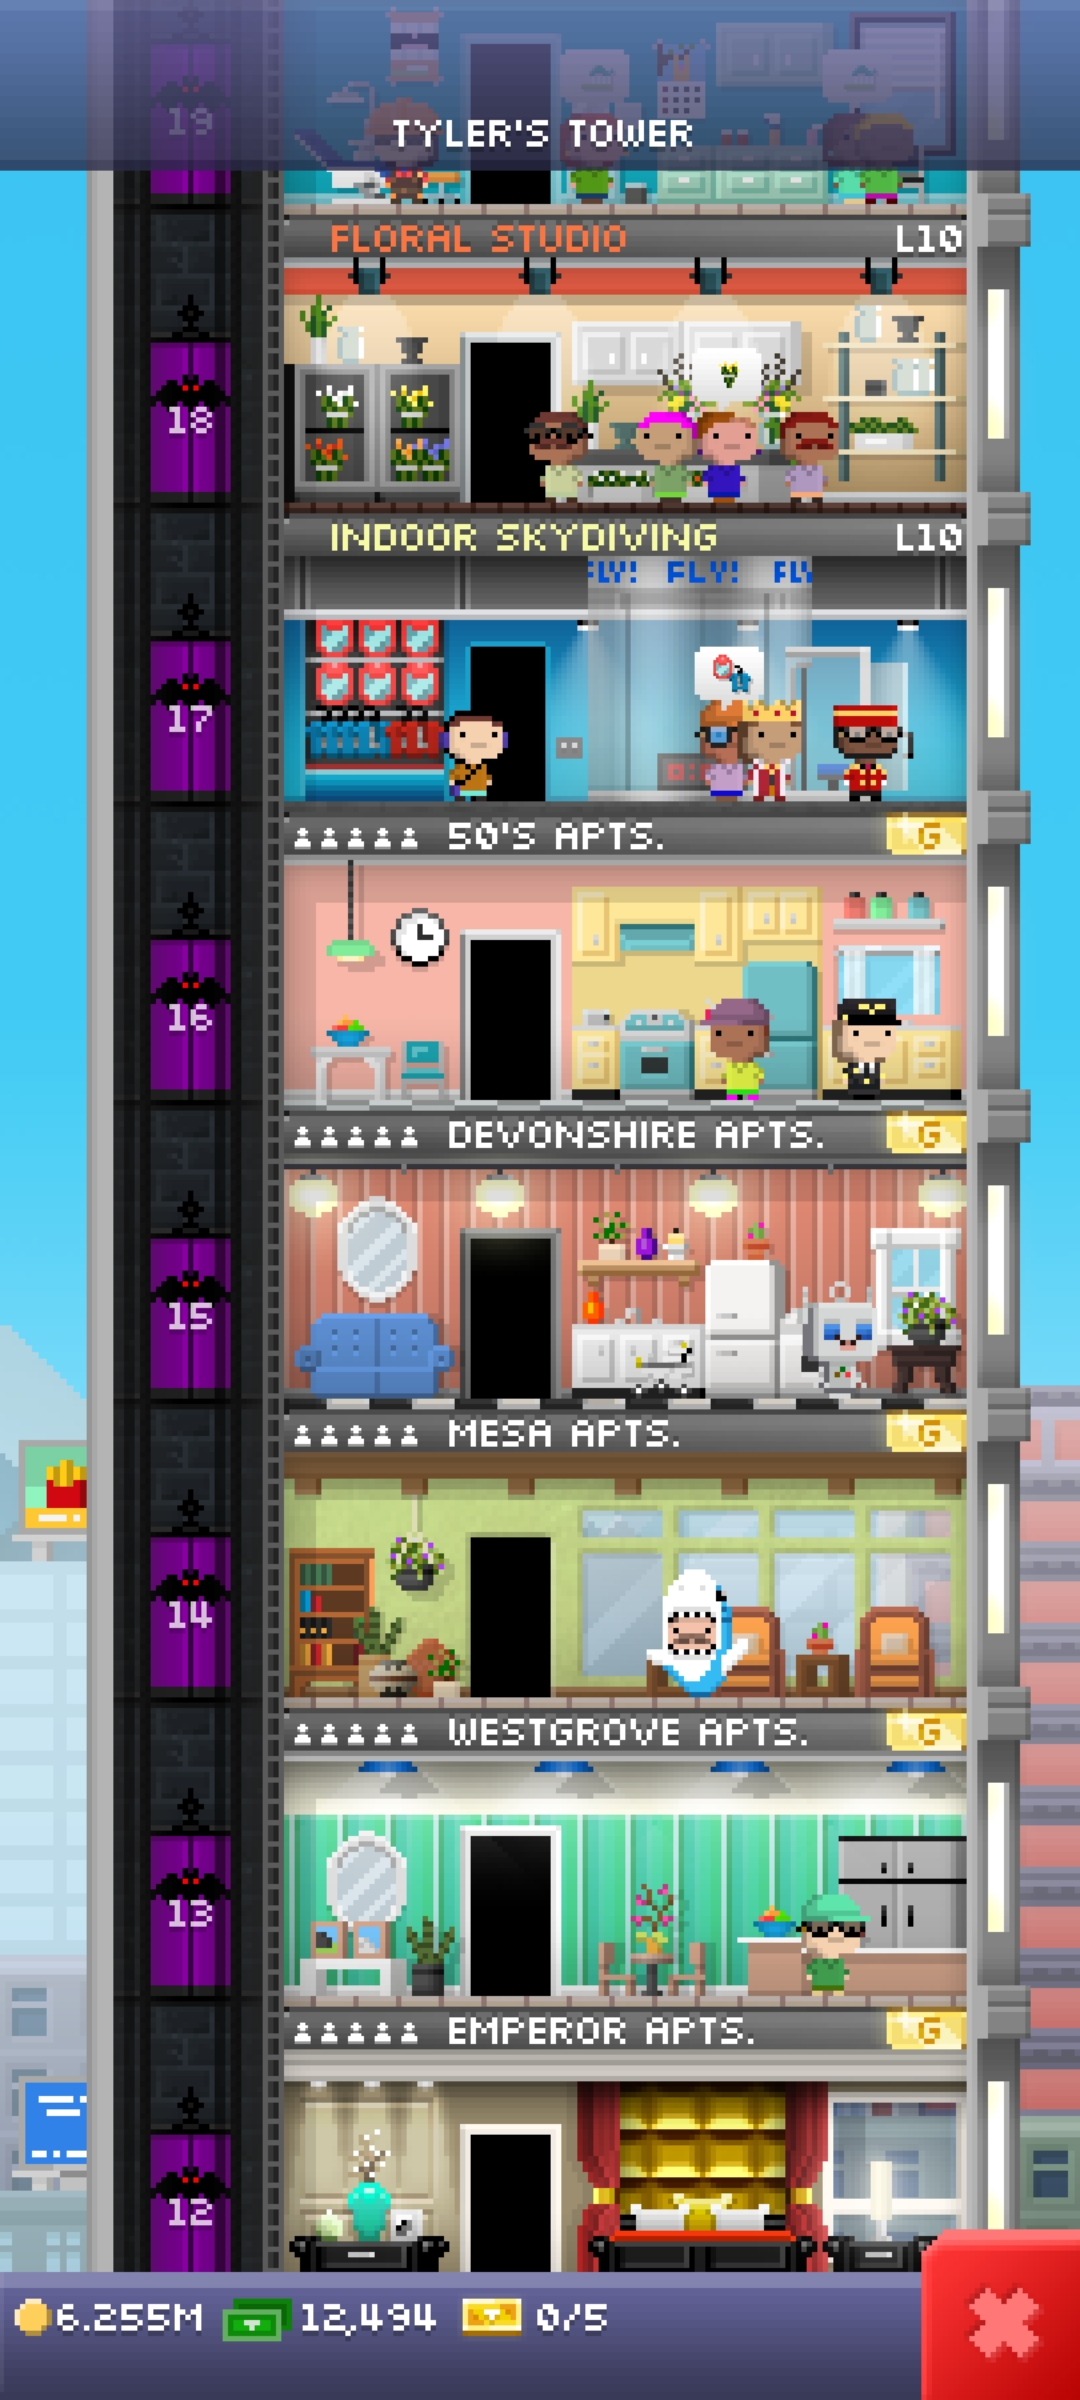 19
TYLER'S TOWER
FLORAL STUDIO L10
18
INDOOR SKYDIVING L10
FLY! FLY! FLY
17
50'S APTS. G
16
DEVONSHIRE APTS. G
15
MESA APTS. G
14
WESTGROVE APTS. G
13
EMPEROR APTS. G
12
6.255M 12,494 0/5